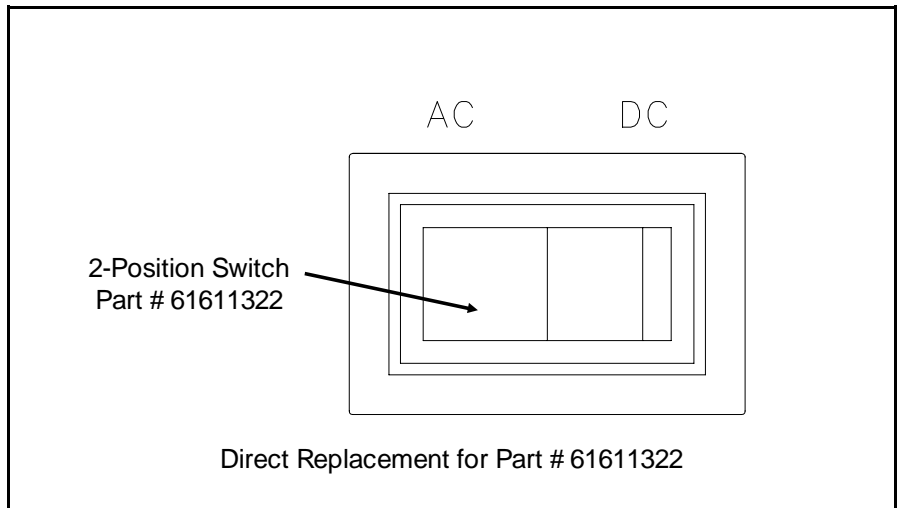 AC DC
2-Position Switch
Part # 61611322
Direct Replacement for Part # 61611322